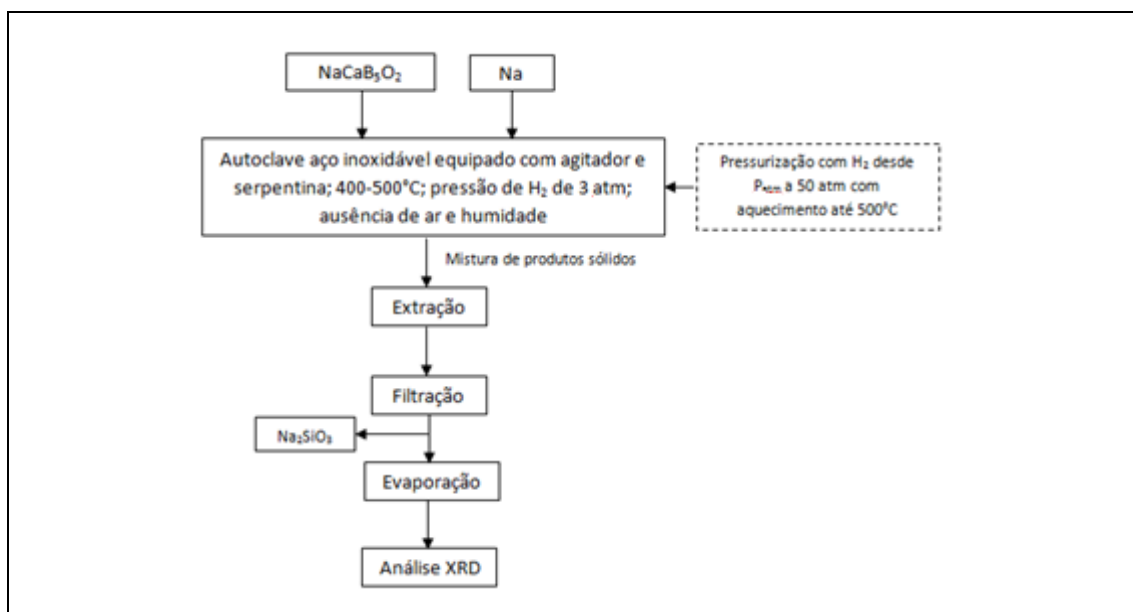 NaCaB₅O₂
Na
Autoclave aço inoxidável equipado com agitador e
serpentina; 400-500°C; pressão de H₂ de 3 atm;
ausência de ar e humidade
Pressurização com H₂ desde
Pₐₜₘ a 50 atm com
aquecimento até 500°C
Mistura de produtos sólidos
Extração
Filtração
Na₂SiO₃
Evaporação
Análise XRD